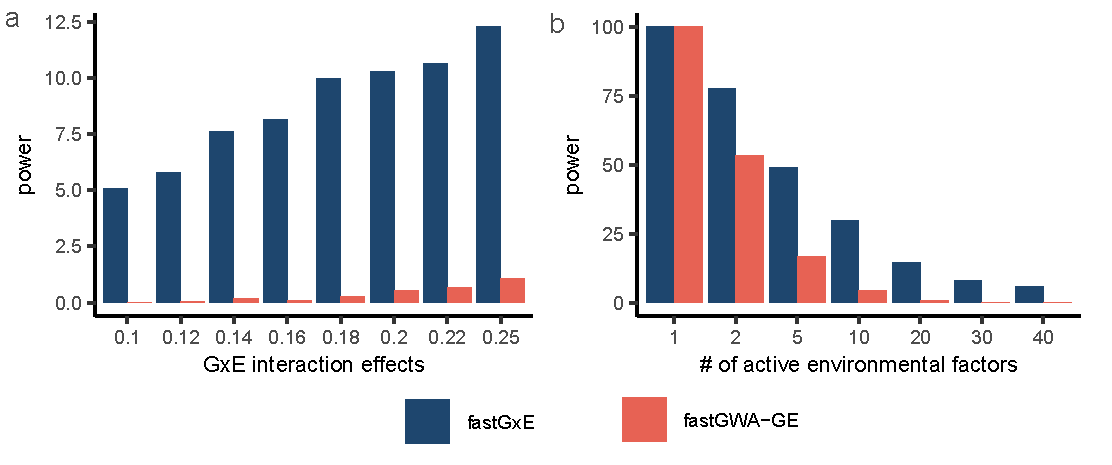 a
12.5
10.0
7.5
5.0
2.5
0.0
power
0.1 0.12 0.14 0.16 0.18 0.2 0.22 0.25
GxE interaction effects
b
100
75
50
25
0
power
1 2 5 10 20 30 40
# of active environmental factors
fastGxE
fastGWA−GE